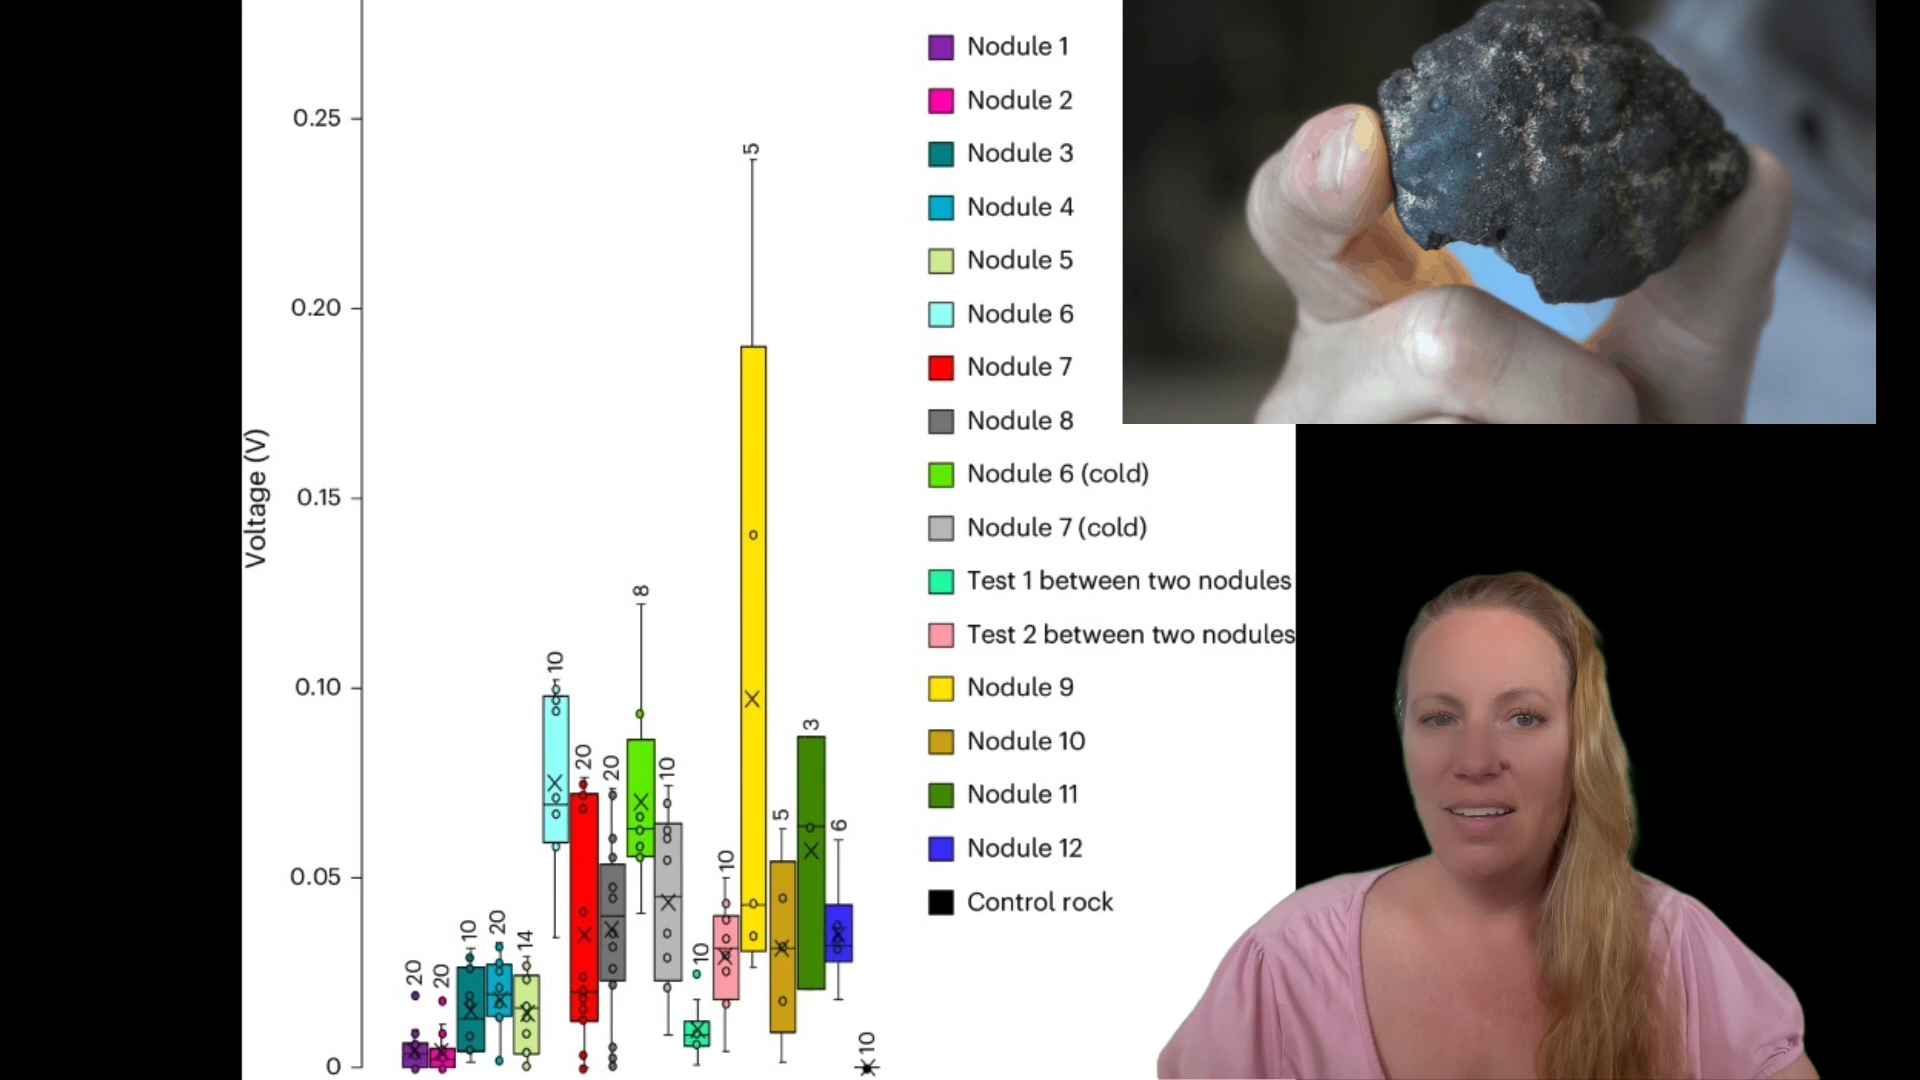 Voltage (V)
0.25
0.20
0.15
0.10
0.05
0
20
20
10
20
14
10
20
20
8
10
10
10
5
5
3
6
10
Nodule 1
Nodule 2
Nodule 3
Nodule 4
Nodule 5
Nodule 6
Nodule 7
Nodule 8
Nodule 6 (cold)
Nodule 7 (cold)
Test 1 between two nodules
Test 2 between two nodules
Nodule 9
Nodule 10
Nodule 11
Nodule 12
Control rock